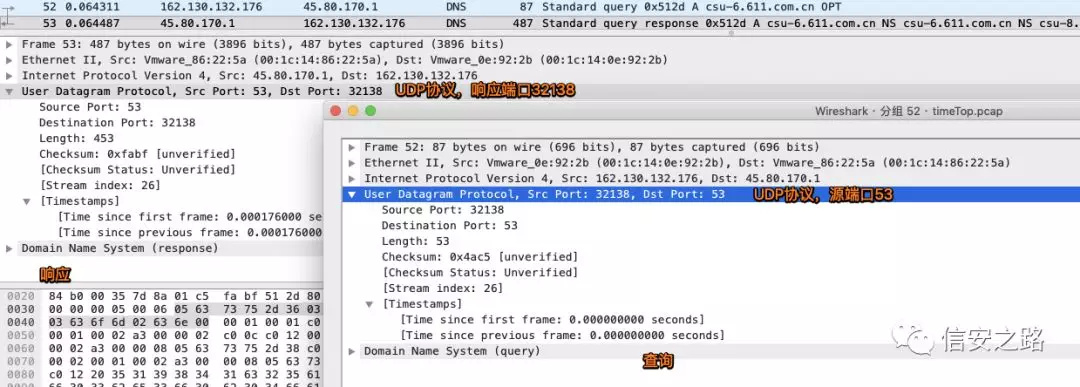 52 0.064311 162.130.132.176 45.80.170.1 DNS 87 Standard query 0x512d A csu-6.611.com.cn OPT
53 0.064487 45.80.170.1 162.130.132.176 DNS 487 Standard query response 0x512d A csu-6.611.com.cn NS csu-6.611.com.cn NS csu-8.
Frame 53: 487 bytes on wire (3896 bits), 487 bytes captured (3896 bits)
Ethernet II, Src: Vmware_86:22:5a (00:1c:14:86:22:5a), Dst: Vmware_0e:92:2b (00:1c:14:0e:92:2b)
Internet Protocol Version 4, Src: 45.80.170.1, Dst: 162.130.132.176
User Datagram Protocol, Src Port: 53, Dst Port: 32138 UDP协议,响应端口32138
Source Port: 53
Destination Port: 32138
Length: 453
Checksum: 0xfabf [unverified]
[Checksum Status: Unverified]
[Stream index: 26]
[Timestamps]
[Time since first frame: 0.000176000 se
[Time since previous frame: 0.000176000
Domain Name System (response)
响应
0020 84 b0 00 35 7d 8a 01 c5 fa bf 51 2d 80
0030 00 00 00 05 00 06 05 63 73 75 2d 36 03
0040 03 63 6f 6d 02 63 6e 00 00 01 00 01 c0
00 01 00 02 a3 00 00 02 c0 0c c0 12 00
00 02 a3 00 00 08 05 63 73 75 2d 38 c0
00 02 00 01 00 02 a3 00 00 08 05 63 73
c0 12 20 35 31 39 38 34 31 63 32 35 61
Wireshark · 分组 52 · timeTop.pcap
Frame 52: 87 bytes on wire (696 bits), 87 bytes captured (696 bits)
Ethernet II, Src: Vmware_0e:92:2b (00:1c:14:0e:92:2b), Dst: Vmware_86:22:5a (00:1c:14:86:22:5a)
Internet Protocol Version 4, Src: 162.130.132.176, Dst: 45.80.170.1
User Datagram Protocol, Src Port: 32138, Dst Port: 53 UDP协议,源端口53
Source Port: 32138
Destination Port: 53
Length: 53
Checksum: 0x4ac5 [unverified]
[Checksum Status: Unverified]
[Stream index: 26]
[Timestamps]
[Time since first frame: 0.000000000 seconds]
[Time since previous frame: 0.000000000 seconds]
Domain Name System (query)
查询
信安之路